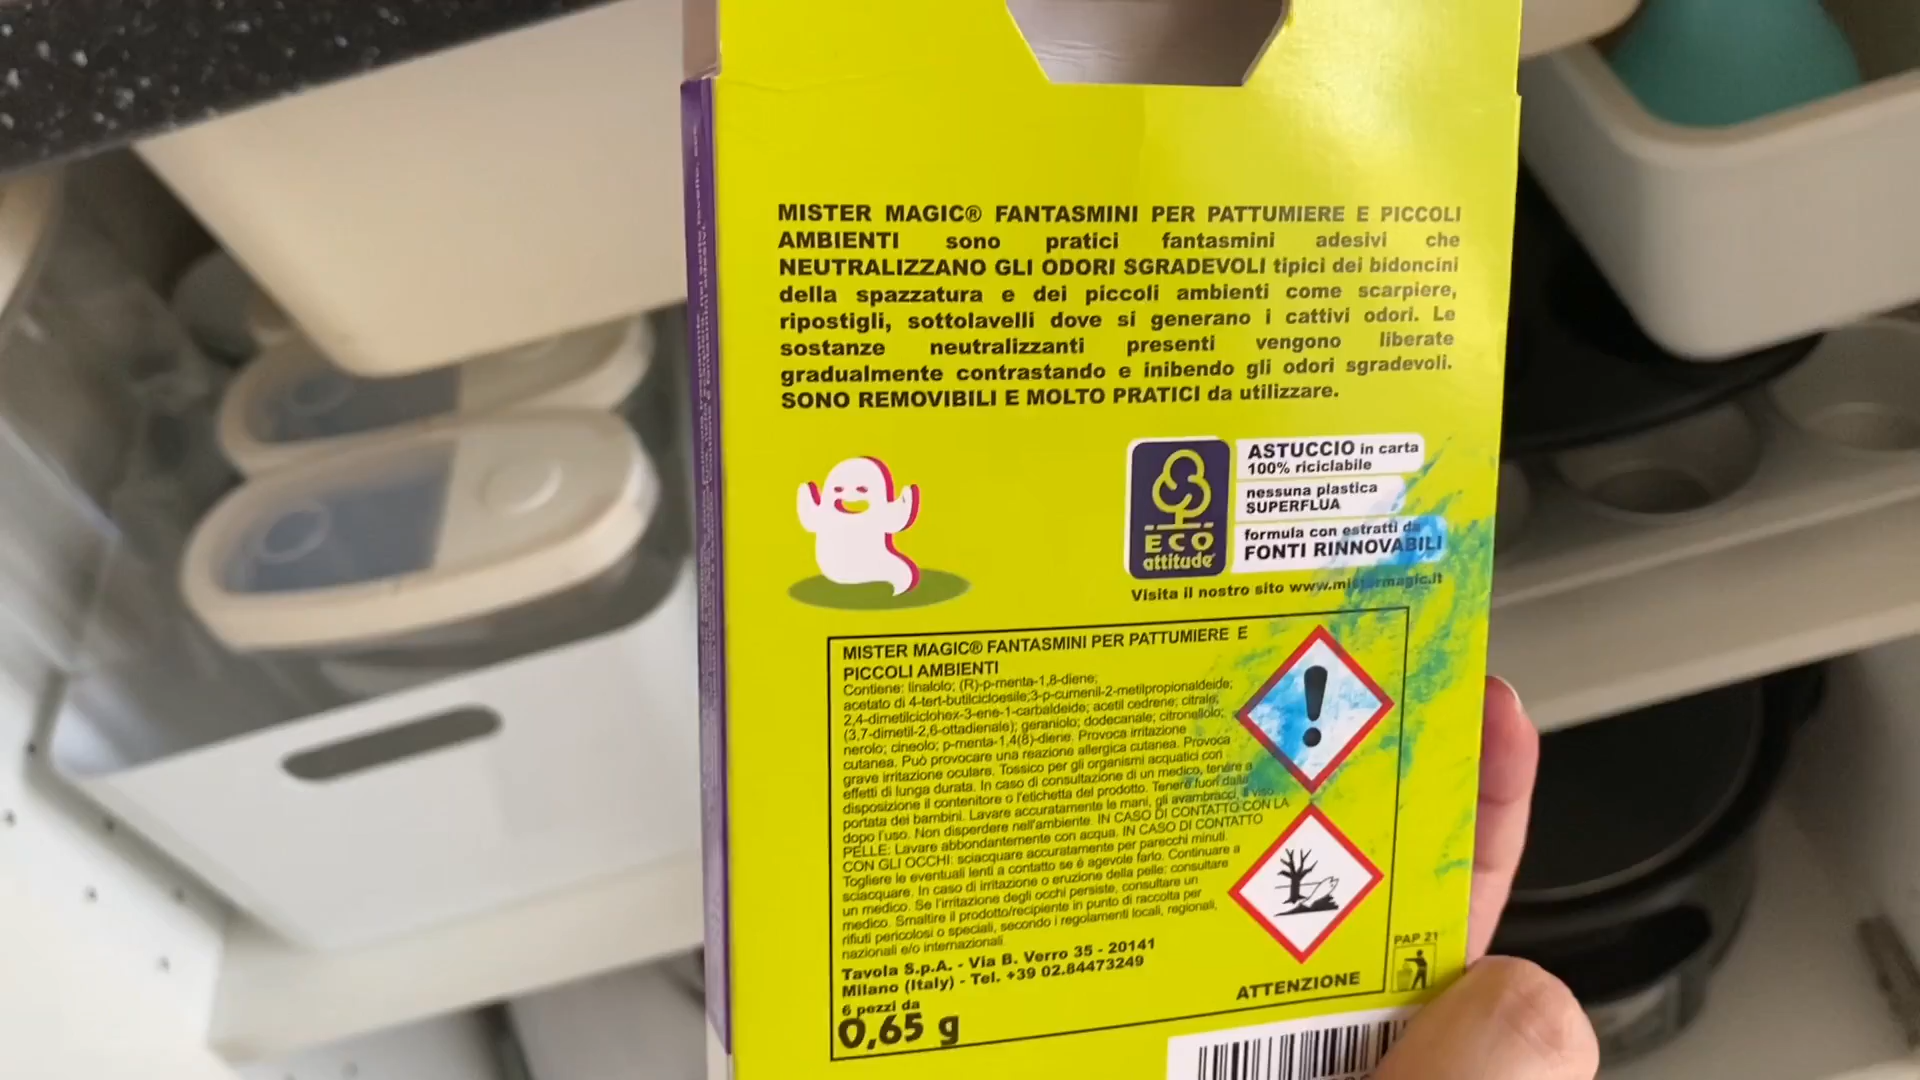 MISTER MAGIC® FANTASMINI PER PATTUMIERE E PICCOLI
AMBIENTI sono pratici fantasmini adesivi che
NEUTRALIZZANO GLI ODORI SGRADEVOLI tipici dei bidoncini
della spazzatura e dei piccoli ambienti come scarpiere,
ripostigli, sottolavelli dove si generano i cattivi odori. Le
sostanze neutralizzanti presenti vengono liberate
gradualmente contrastando e inibendo gli odori sgradevoli.
SONO REMOVIBILI E MOLTO PRATICI da utilizzare.
ECO
attitude
ASTUCCIO in carta
100% riciclabile
nessuna plastica
SUPERFLUA
formula con estratti da
FONTI RINNOVABILI
Visita il nostro sito www.mistermagic.it
MISTER MAGIC® FANTASMINI PER PATTUMIERE E
PICCOLI AMBIENTI
Contiene: linalolo; (R)-p-menta-1,8-diene;
acetato di 4-tert-butilcicloesile;3-p-cumenil-2-metilpropionaldeide;
2,4-dimetilciclohex-3-ene-1-carbaldeide; acetil cedrene; citrale;
(3,7-dimetil-2,6-ottadienale); geraniolo; dodecanale; citronellolo;
nerolo; cineolo; p-menta-1,4(8)-diene. Provoca irritazione
cutanea. Può provocare una reazione allergica cutanea. Provoca
grave irritazione oculare. Tossico per gli organismi acquatici con
effetti di lunga durata. In caso di consultazione di un medico, tenere a
disposizione il contenitore o l'etichetta del prodotto. Tenere fuori dalla
portata dei bambini. Lavare accuratamente le mani, gli avambracci, il viso
dopo l'uso. Non disperdere nell'ambiente. IN CASO DI CONTATTO CON LA
PELLE: Lavare abbondantemente con acqua. IN CASO DI CONTATTO
CON GLI OCCHI: sciacquare accuratamente per parecchi minuti.
Togliere le eventuali lenti a contatto se è agevole farlo. Continuare a
sciacquare. In caso di irritazione o eruzione della pelle: consultare
un medico. Se l'irritazione degli occhi persiste, consultare un
medico. Smaltire il prodotto/recipiente in punto di raccolta per
rifiuti pericolosi o speciali, secondo i regolamenti locali, regionali,
nazionali e/o internazionali
Tavola S.p.A. - Via B. Verro 35 - 20141
Milano (Italy) - Tel. +39 02.84473249
6 pezzi da
0,65 g
ATTENZIONE
PAP 21